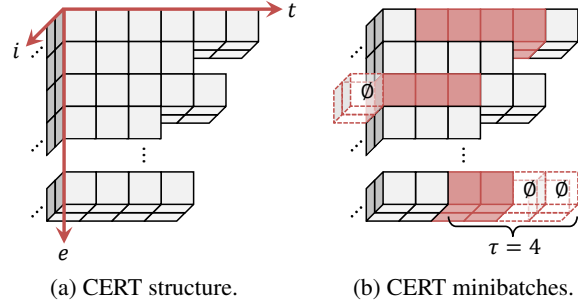 t
i
⋮
e
∅
⋮
∅ ∅
τ = 4
(a) CERT structure.
(b) CERT minibatches.